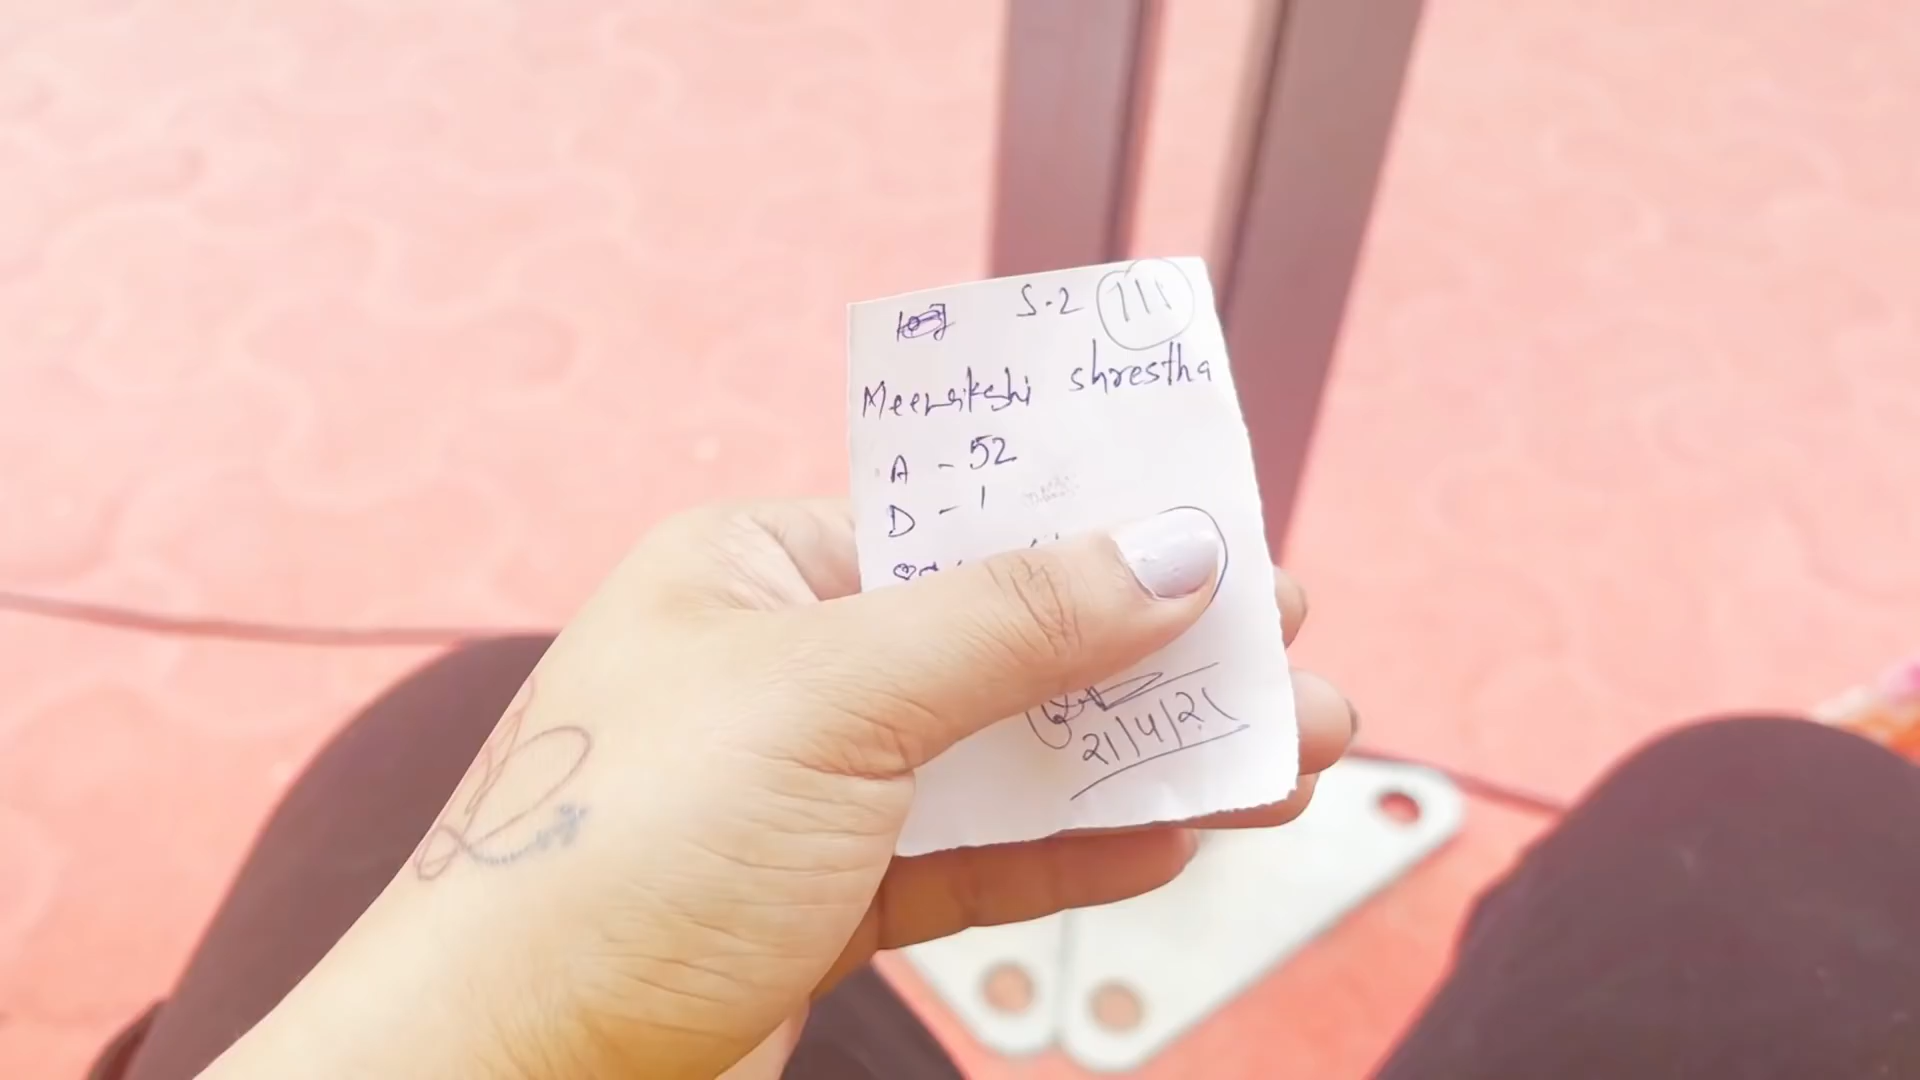 S-2 111
Meenakshi shrestha
A - 52
D - 1
21/4/21